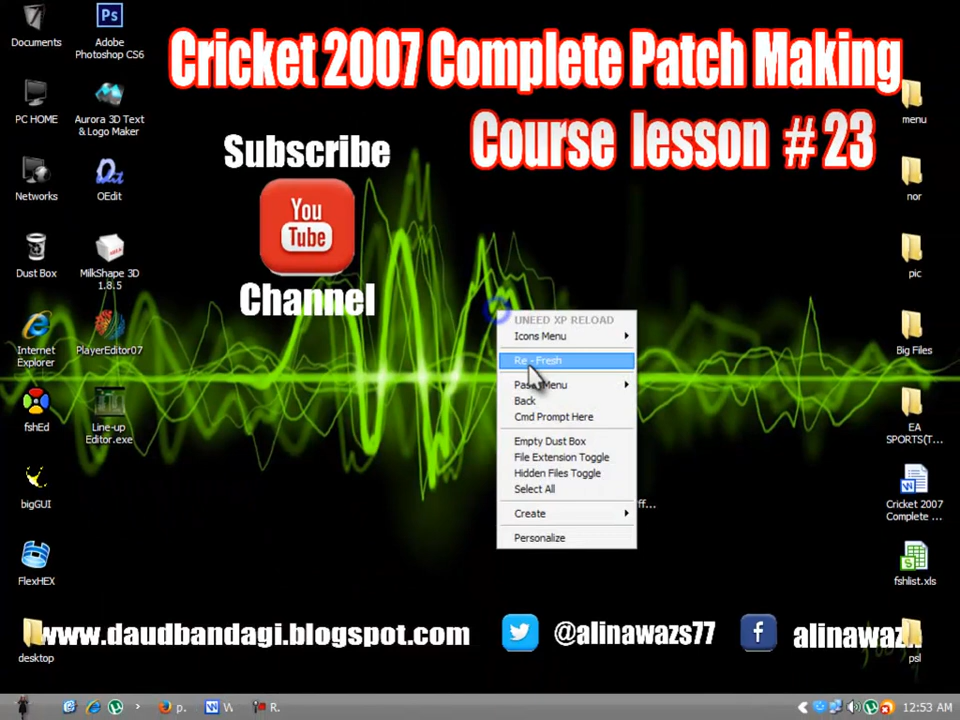 Cricket 2007 Complete Patch Making
Course lesson # 23
Subscribe
You
Tube
Channel
Documents
Adobe
Photoshop CS6
PC HOME
Aurora 3D Text
& Logo Maker
Networks
OEdit
Dust Box
MilkShape 3D
1.8.5
Internet
Explorer
PlayerEditor07
fshEd
Line-up
Editor.exe
bigGUI
FlexHEX
desktop
menu
nor
pic
Big Files
EA
SPORTS(T...
Cricket 2007
Complete ...
fshlist.xls
psl
UNEED XP RELOAD
Icons Menu
Re - Fresh
Menu
Back
Cmd Prompt Here
Empty Dust Box
File Extension Toggle
Hidden Files Toggle
Select All
Create
Personalize
ff...
www.daudbandagi.blogspot.com
@alinawazs77
f
p.
W
R.
12:53 AM